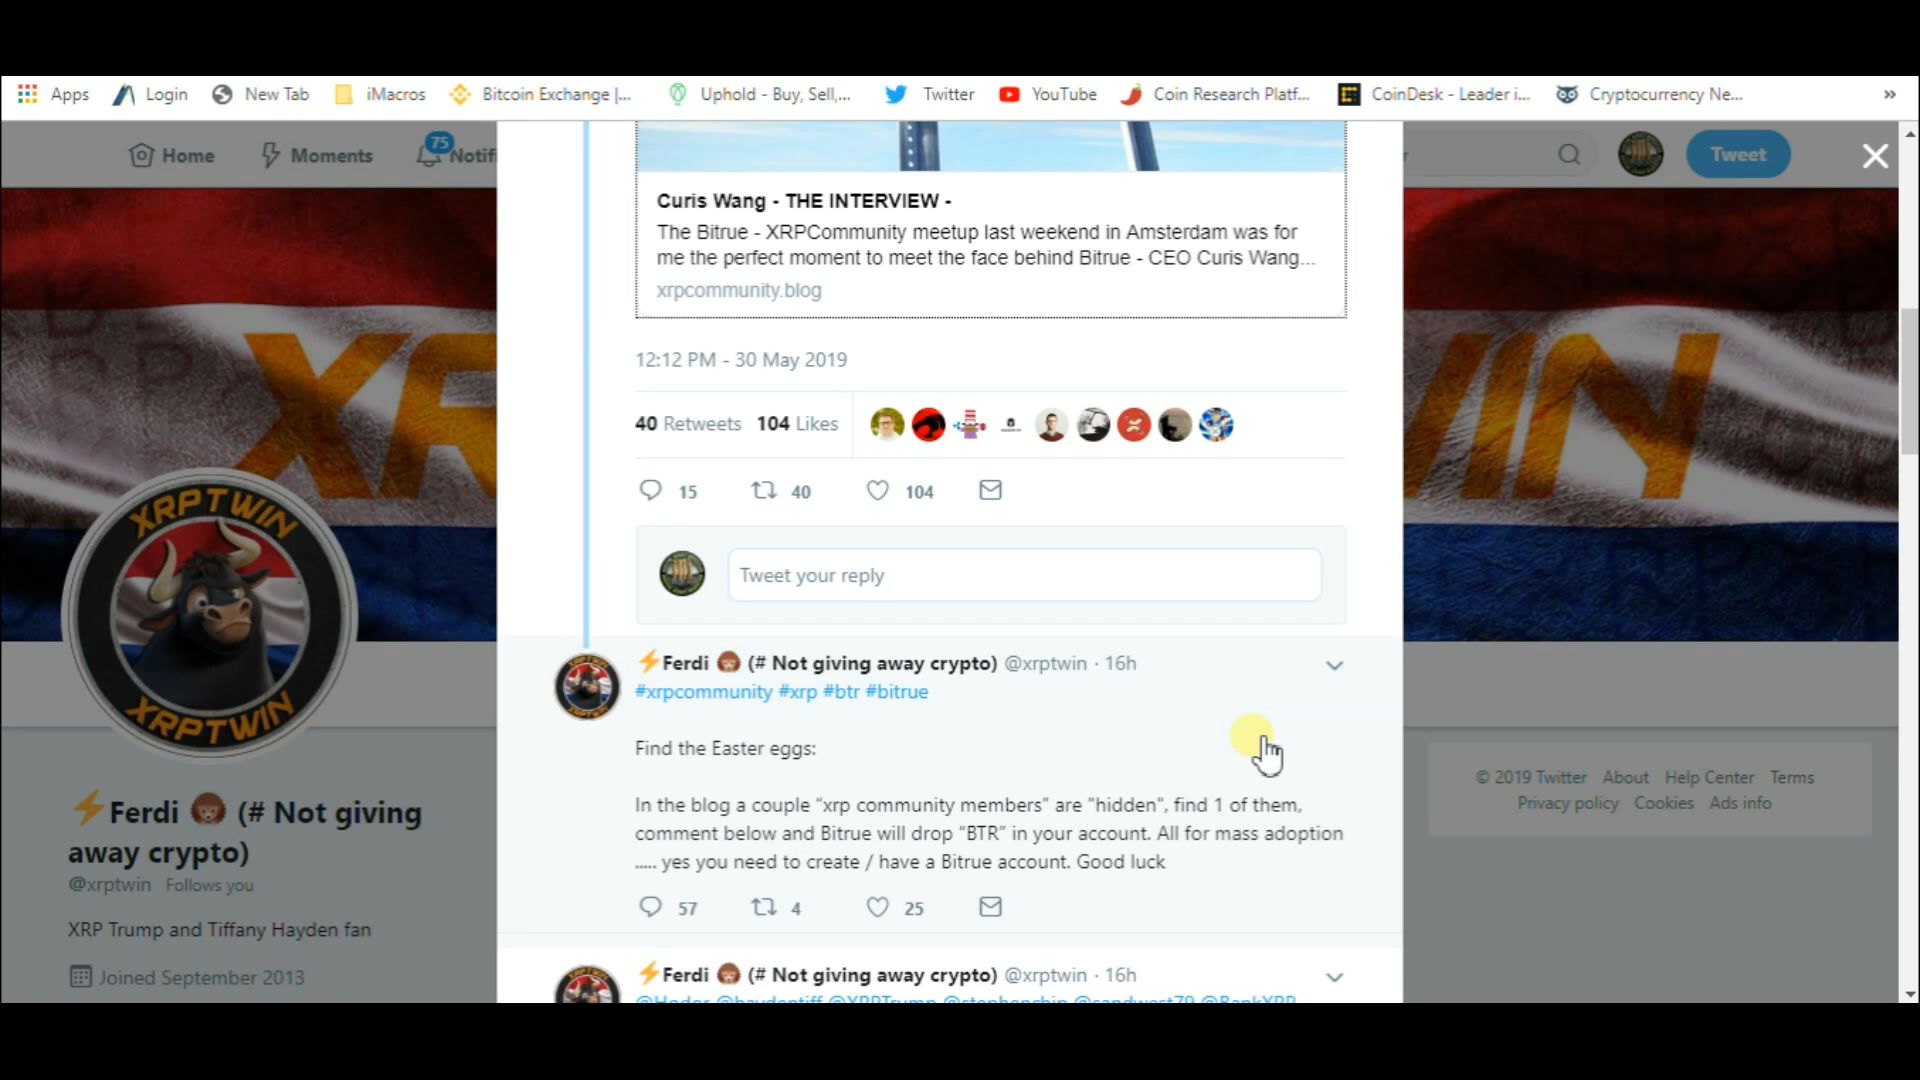 Apps Login New Tab iMacros Bitcoin Exchange |... Uphold - Buy, Sell,... Twitter YouTube Coin Research Platf... CoinDesk - Leader i... Cryptocurrency Ne... »
Home Moments 75 Notif
Tweet
Curis Wang - THE INTERVIEW -
The Bitrue - XRPCommunity meetup last weekend in Amsterdam was for
me the perfect moment to meet the face behind Bitrue - CEO Curis Wang...
xrpcommunity.blog
12:12 PM - 30 May 2019
40 Retweets 104 Likes
15 40 104
Tweet your reply
⚡Ferdi (# Not giving away crypto) @xrptwin · 16h
#xrpcommunity #xrp #btr #bitrue
Find the Easter eggs:
In the blog a couple “xrp community members” are "hidden", find 1 of them,
comment below and Bitrue will drop “BTR” in your account. All for mass adoption
..... yes you need to create / have a Bitrue account. Good luck
57 4 25
⚡Ferdi (# Not giving away crypto) @xrptwin · 16h
@Hodor @haydentiff @XRPTrump @stephenchip @sandwest79 @BankXRP
XRPTWIN
XRPTWIN
⚡Ferdi (# Not giving
away crypto)
@xrptwin Follows you
XRP Trump and Tiffany Hayden fan
Joined September 2013
© 2019 Twitter About Help Center Terms
Privacy policy Cookies Ads info